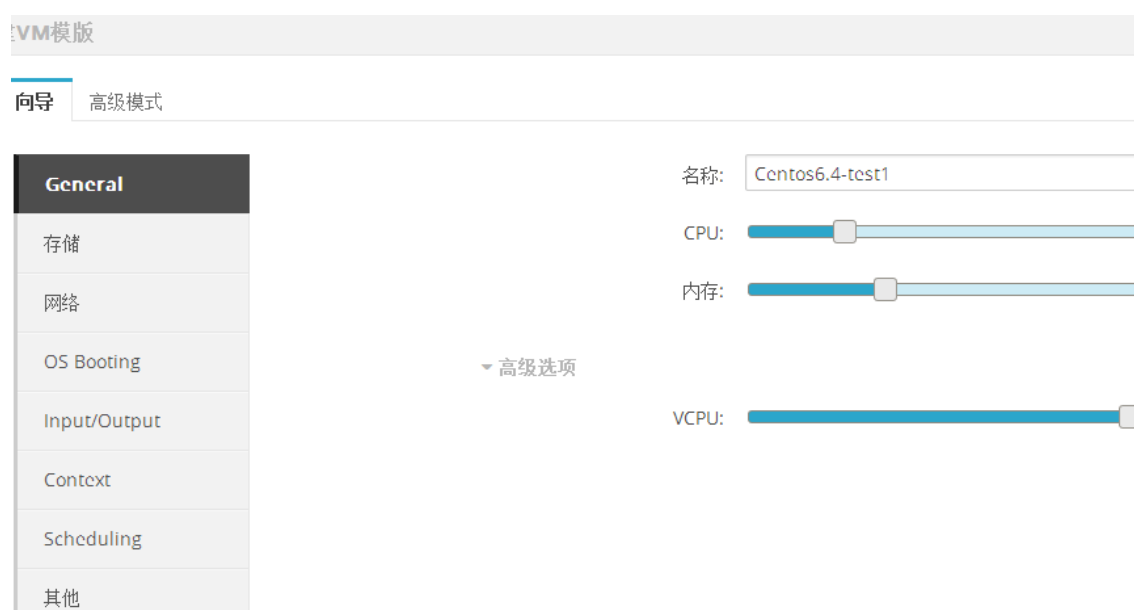 VM模版
向导
高级模式
General
名称:
Centos6.4-test1
存储
CPU:
网络
内存:
OS Booting
高级选项
Input/Output
VCPU:
Context
Scheduling
其他